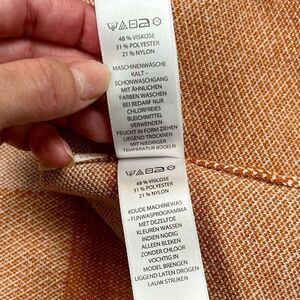 48 % VISKOSE
31 % POLYESTER
21 % NYLON
MASCHINENWÄSCHE
KALT –
SCHONWASCHGANG
MIT ÄHNLICHEN
FARBEN WASCHEN
BEI BEDARF NUR
CHLORFREIES
BLEICHMITTEL
VERWENDEN
FEUCHT IN FORM ZIEHEN
LIEGEND TROCKNEN
MIT NIEDRIGER
TEMPERATUR BÜGELN
48 % VISCOSE
31 % POLYESTER
21 % NYLON
KOUDE MACHINEWAS
– FIJNWASPROGRAMMA
MET DEZELFDE
KLEUREN WASSEN
INDIEN NODIG
ALLEEN BLEKEN
ZONDER CHLOOR
VOCHTIG IN
MODEL BRENGEN
LIGGEND LATEN DROGEN
LAUW STRIJKEN